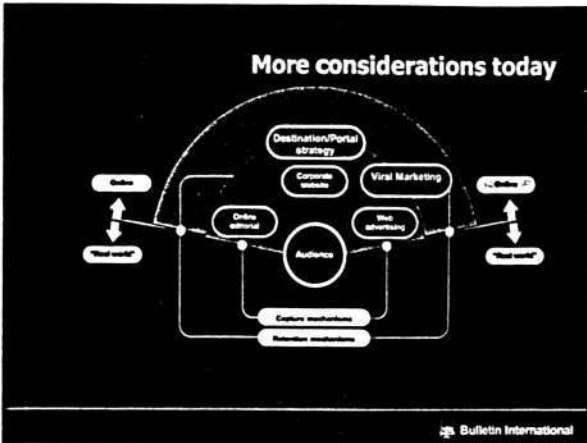 More considerations today
Destination/Portal
strategy
Corporate
website
Viral Marketing
Online
Online
Online
editorial
Web
advertising
Audience
"Real world"
"Real world"
Capture mechanisms
Retention mechanisms
Bulletin International